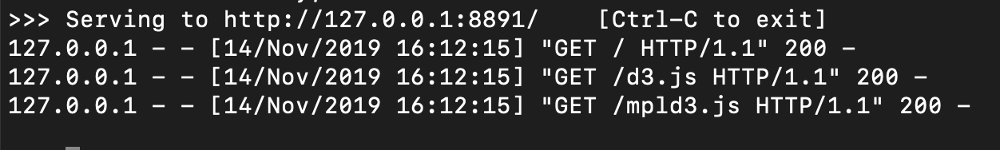 >>> Serving to http://127.0.0.1:8891/    [Ctrl-C to exit]
127.0.0.1 - - [14/Nov/2019 16:12:15] "GET / HTTP/1.1" 200 -
127.0.0.1 - - [14/Nov/2019 16:12:15] "GET /d3.js HTTP/1.1" 200 -
127.0.0.1 - - [14/Nov/2019 16:12:15] "GET /mpld3.js HTTP/1.1" 200 -